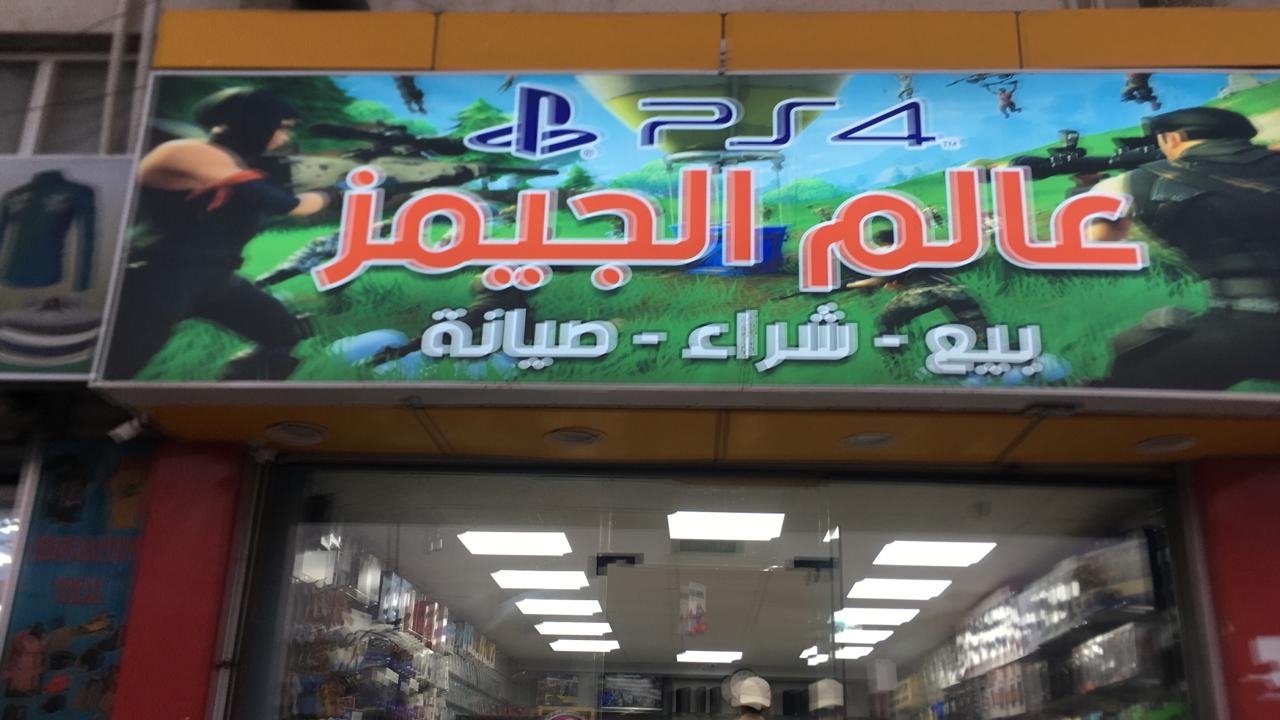 PS4
عالم الجيمز
بيع - شراء - صيانة